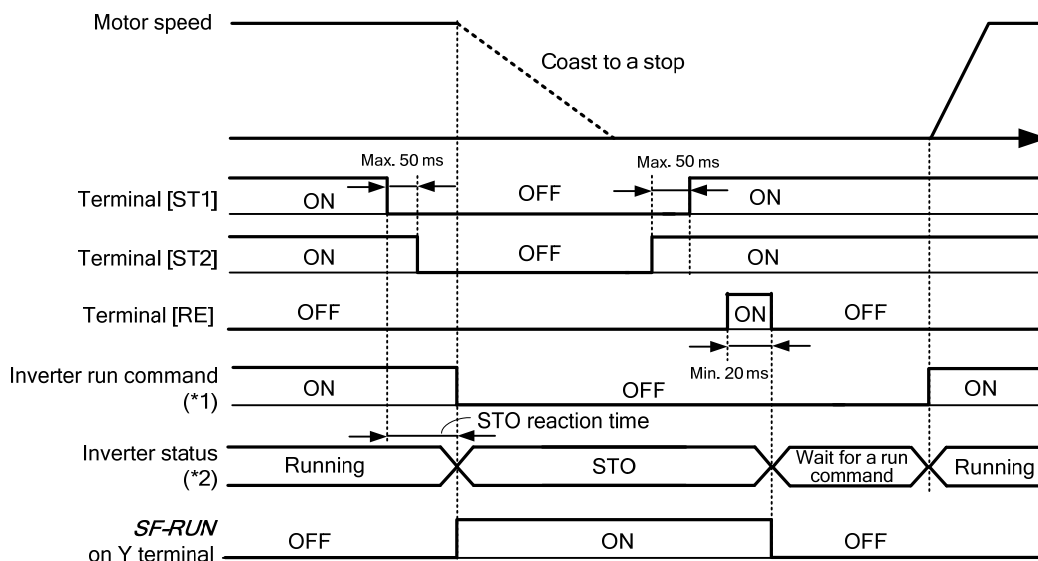 Motor speed
Coast to a stop
Max. 50 ms
Max. 50 ms
Terminal [ST1]
ON
OFF
ON
Terminal [ST2]
ON
OFF
ON
Terminal [RE]
OFF
ON
OFF
Min. 20 ms
Inverter run command
(*1)
ON
OFF
ON
STO reaction time
Inverter status
(*2)
Running
STO
Wait for a run
command
Running
SF-RUN
on Y terminal
OFF
ON
OFF